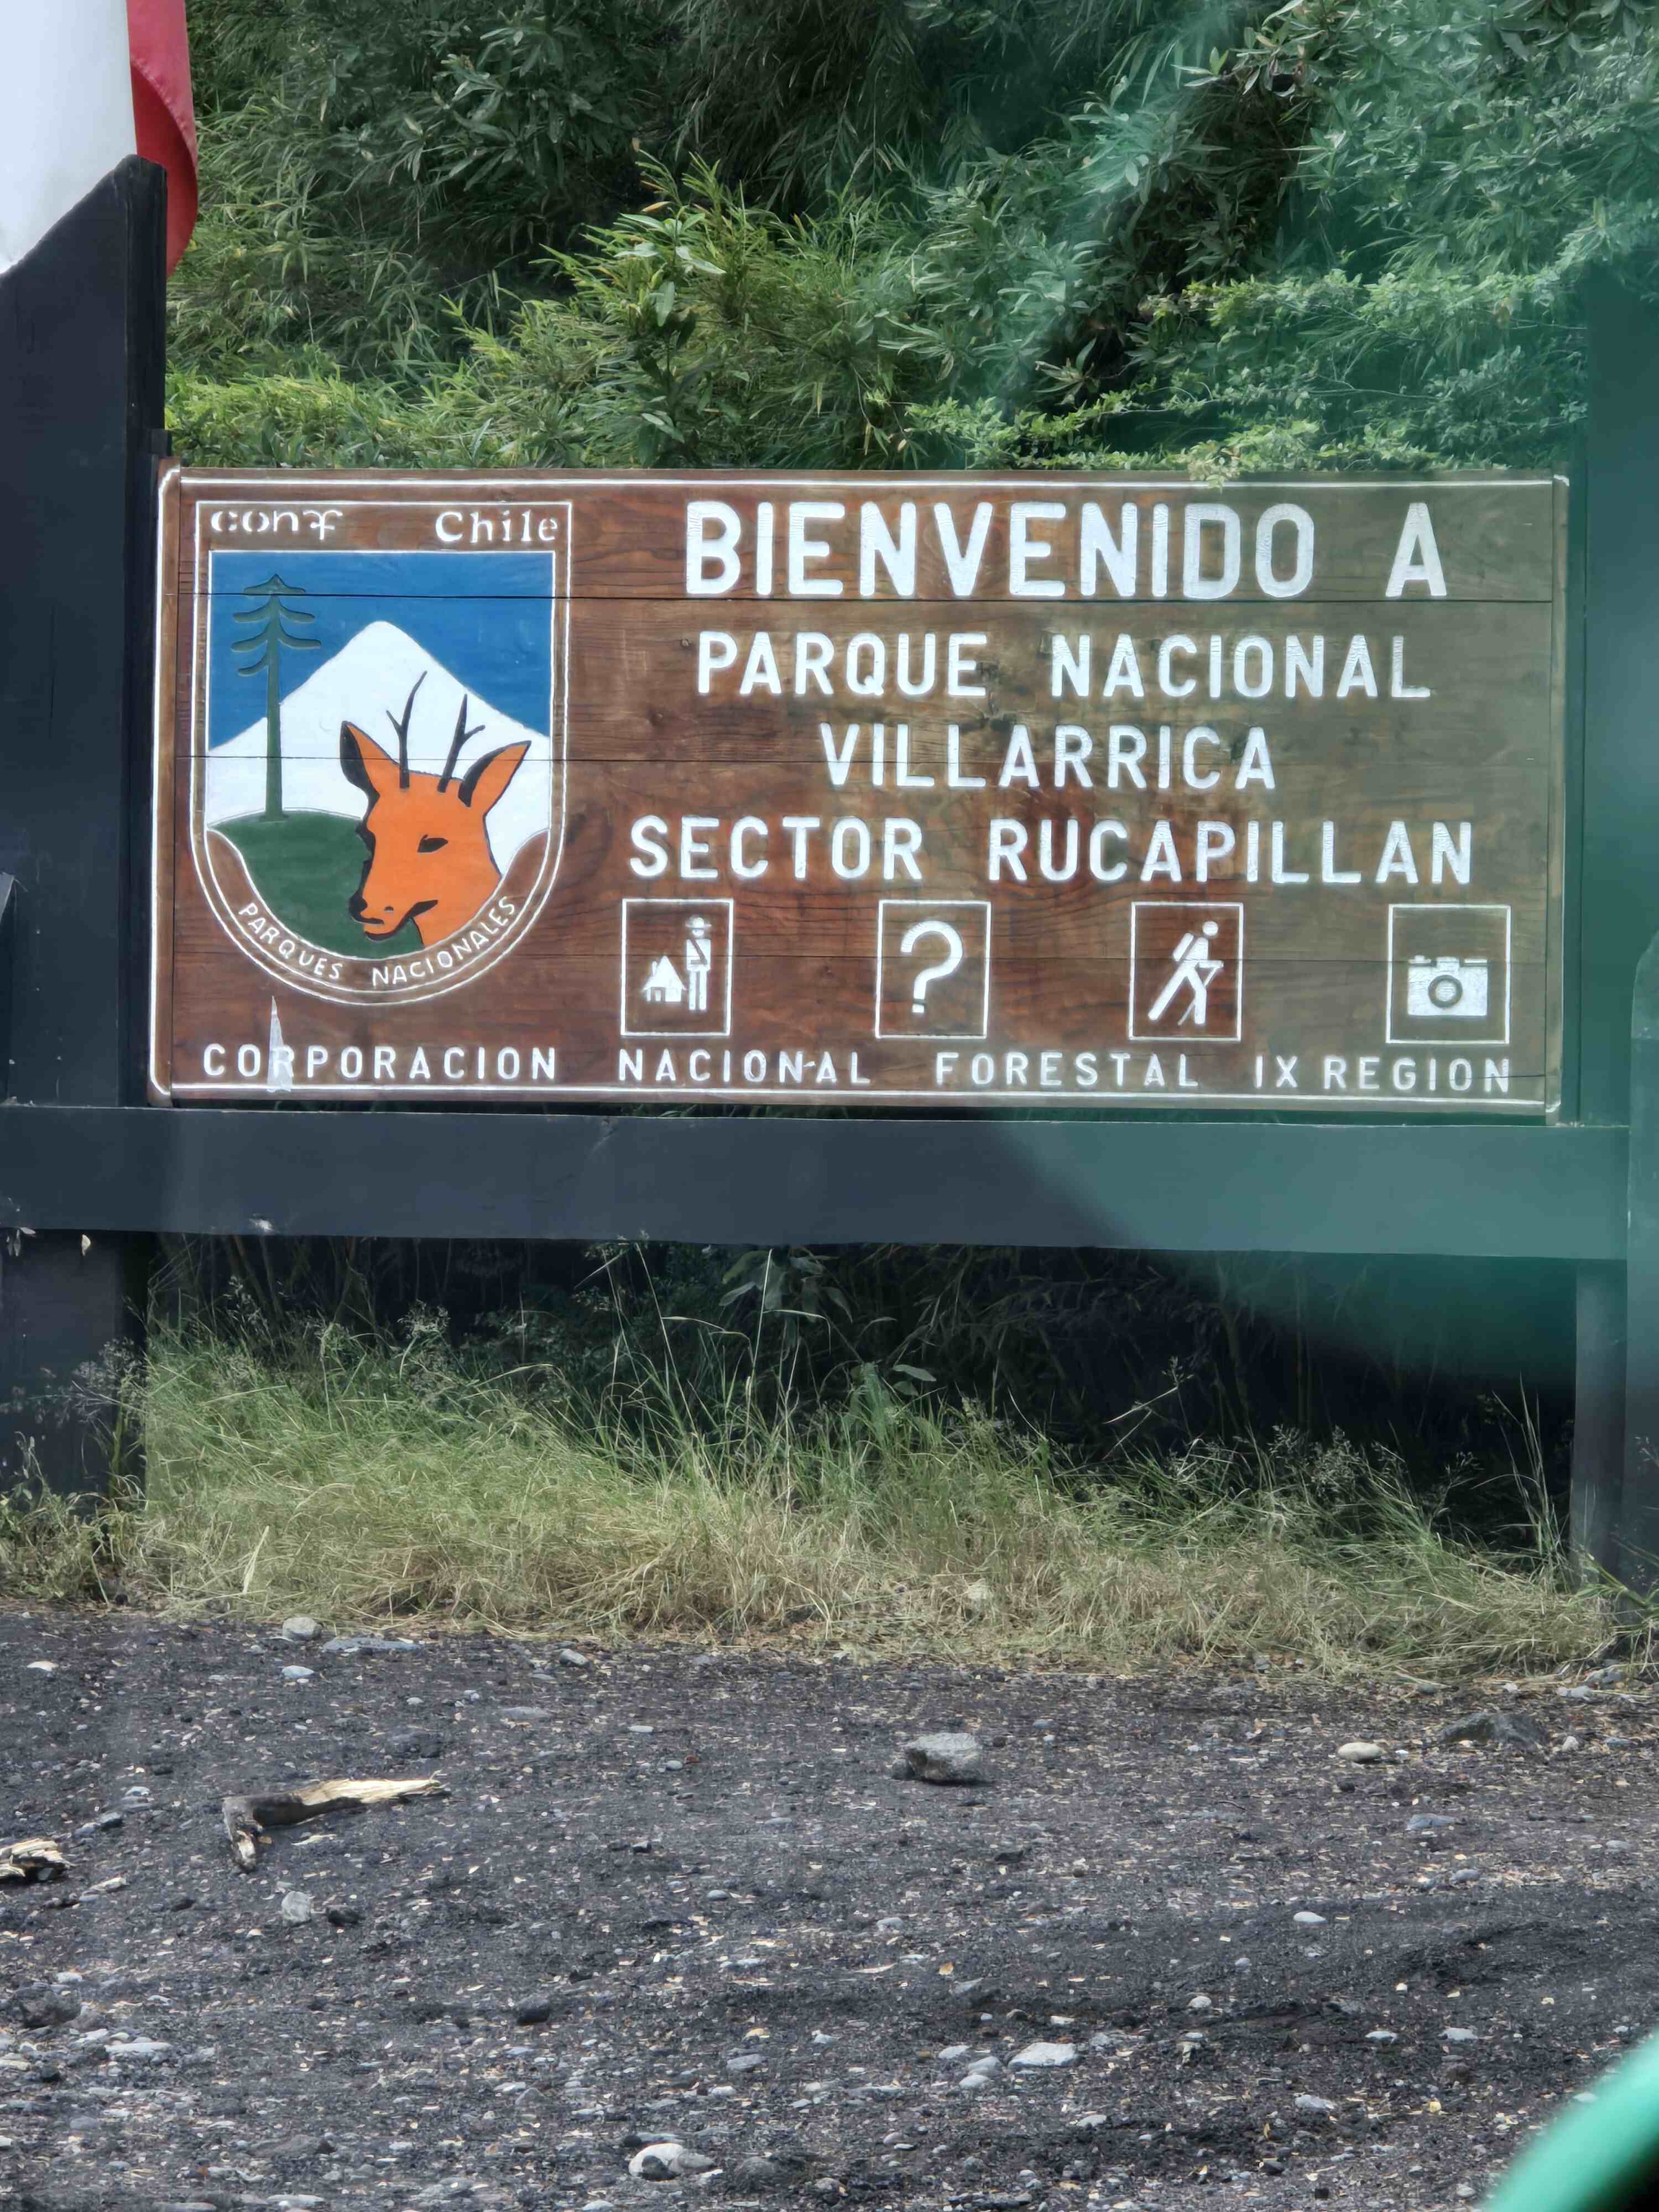 conaf Chile
BIENVENIDO A
PARQUE NACIONAL
VILLARRICA
SECTOR RUCAPILLAN
?
PARQUES NACIONALES
CORPORACION NACIONAL FORESTAL IX REGION